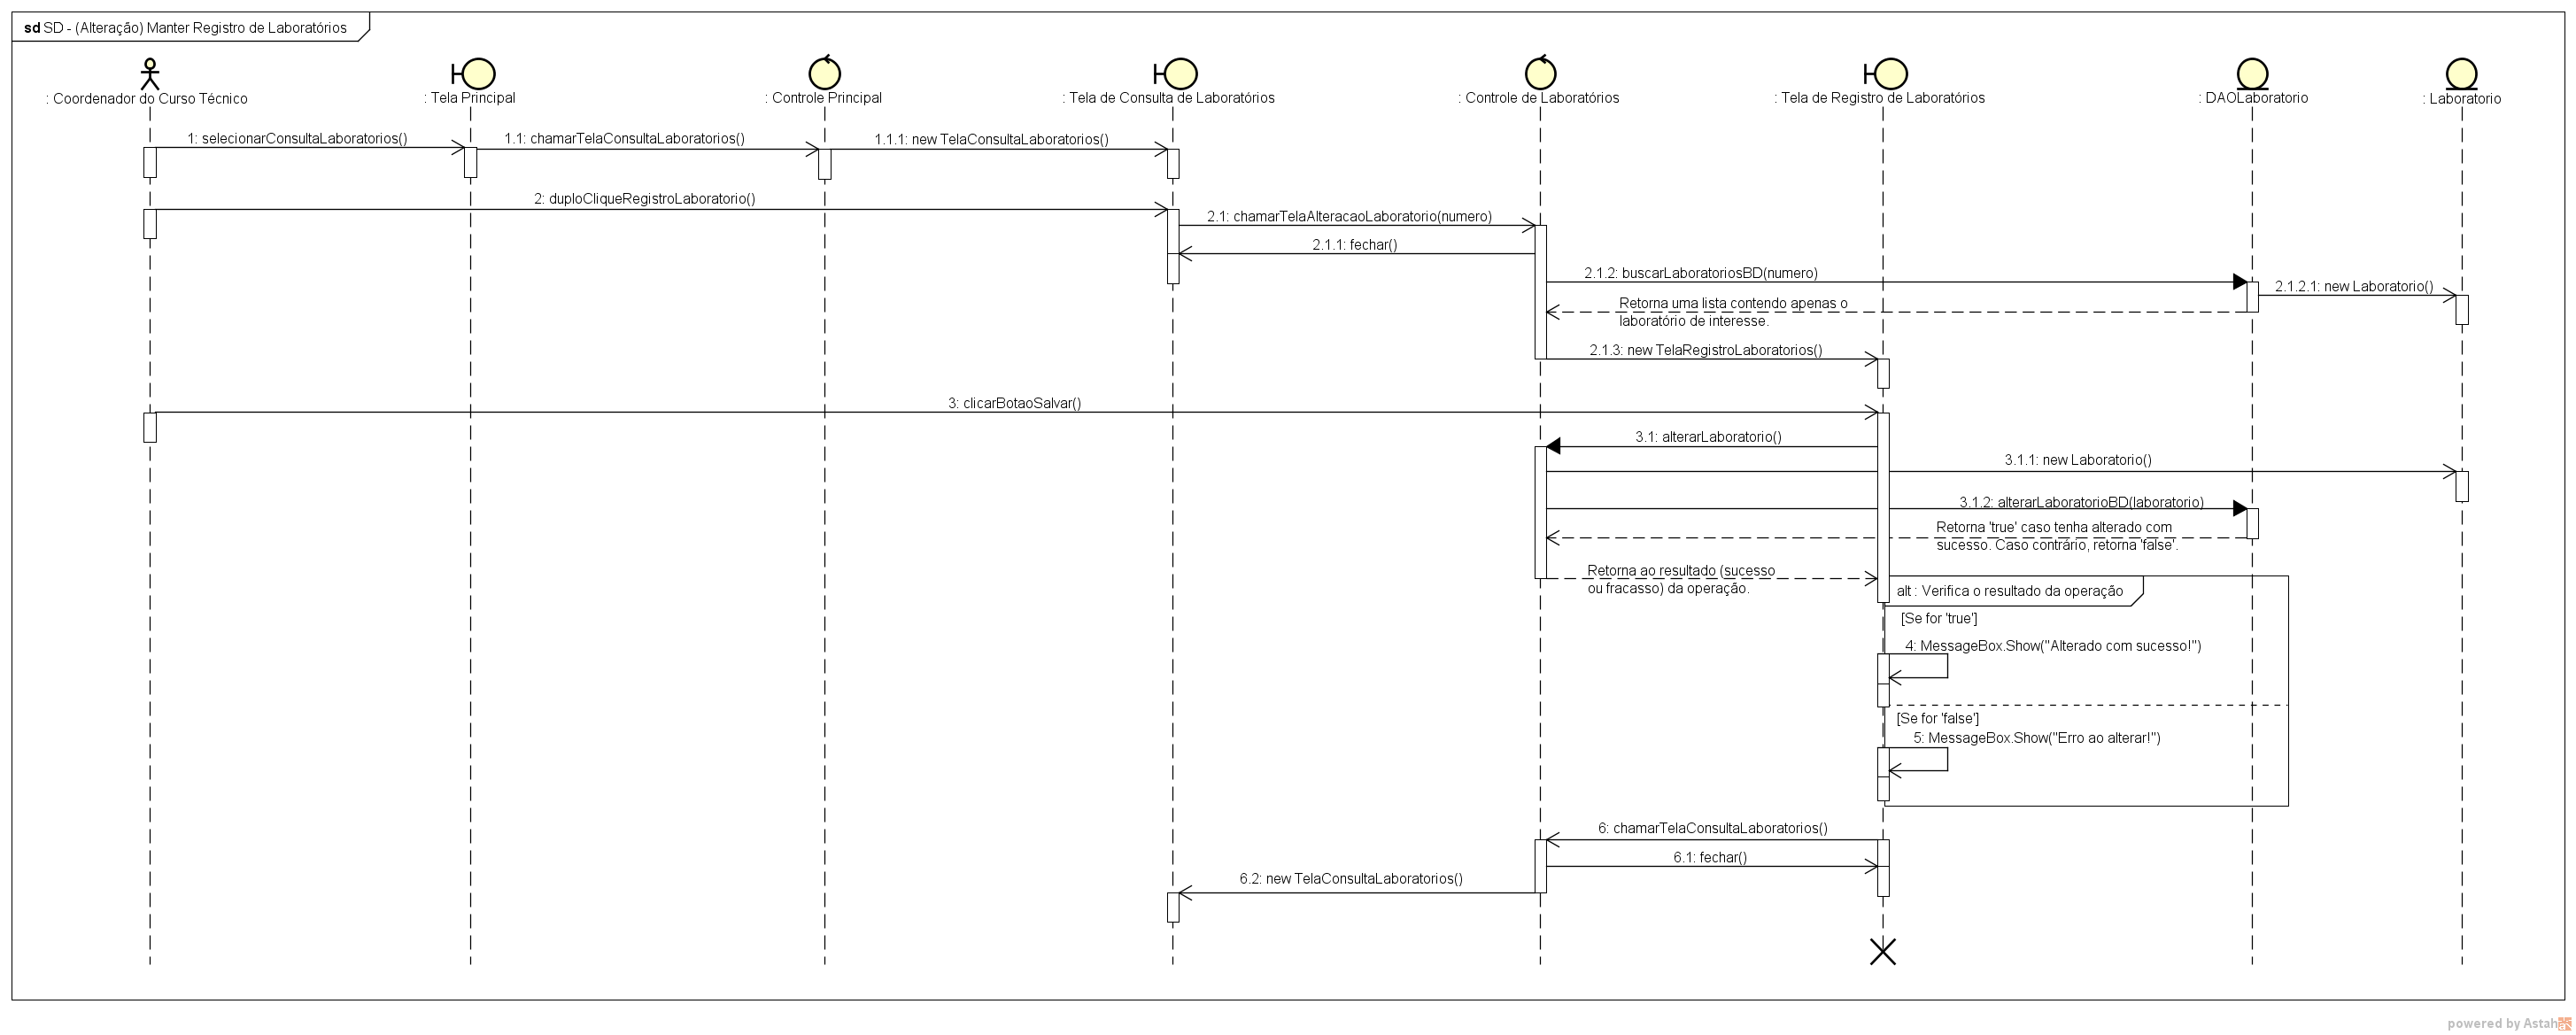 sd SD - (Alteração) Manter Registro de Laboratórios
: Coordenador do Curso Técnico
: Tela Principal
: Controle Principal
: Tela de Consulta de Laboratórios
: Controle de Laboratórios
: Tela de Registro de Laboratórios
: DAOLaboratorio
: Laboratorio
1: selecionarConsultaLaboratorios()
1.1: chamarTelaConsultaLaboratorios()
1.1.1: new TelaConsultaLaboratorios()
2: duploCliqueRegistroLaboratorio()
2.1: chamarTelaAlteracaoLaboratorio(numero)
2.1.1: fechar()
2.1.2: buscarLaboratoriosBD(numero)
2.1.2.1: new Laboratorio()
Retorna uma lista contendo apenas o
laboratório de interesse.
2.1.3: new TelaRegistroLaboratorios()
3: clicarBotaoSalvar()
3.1: alterarLaboratorio()
3.1.1: new Laboratorio()
3.1.2: alterarLaboratorioBD(laboratorio)
Retorna 'true' caso tenha alterado com
sucesso. Caso contrário, retorna 'false'.
Retorna ao resultado (sucesso
ou fracasso) da operação.
alt : Verifica o resultado da operação
[Se for 'true']
4: MessageBox.Show("Alterado com sucesso!")
[Se for 'false']
5: MessageBox.Show("Erro ao alterar!")
6: chamarTelaConsultaLaboratorios()
6.1: fechar()
6.2: new TelaConsultaLaboratorios()
powered by Astah